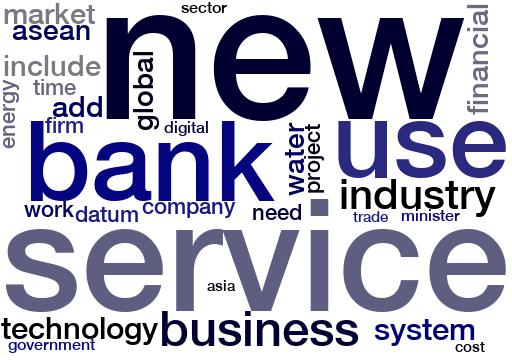 sector
market
new
financial
asean
include
global
time
energy
add
firm
digital
bank
water
project
use
industry
work
datum
company
need
trade
minister
service
asia
technology
business
system
government
cost